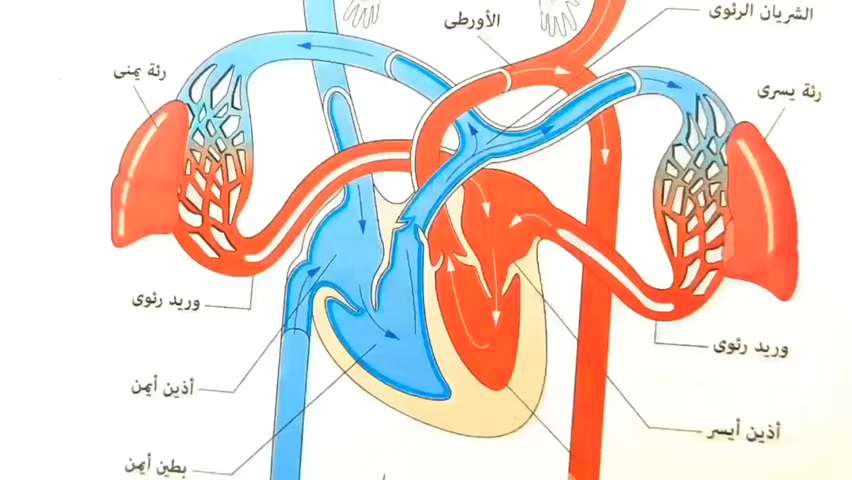 الشريان الرئوى
الأورطى
رئة يمنى
رئة يسرى
وريد رئوى
وريد رئوى
أذين أيمن
أذين أيسر
بطين أيمن